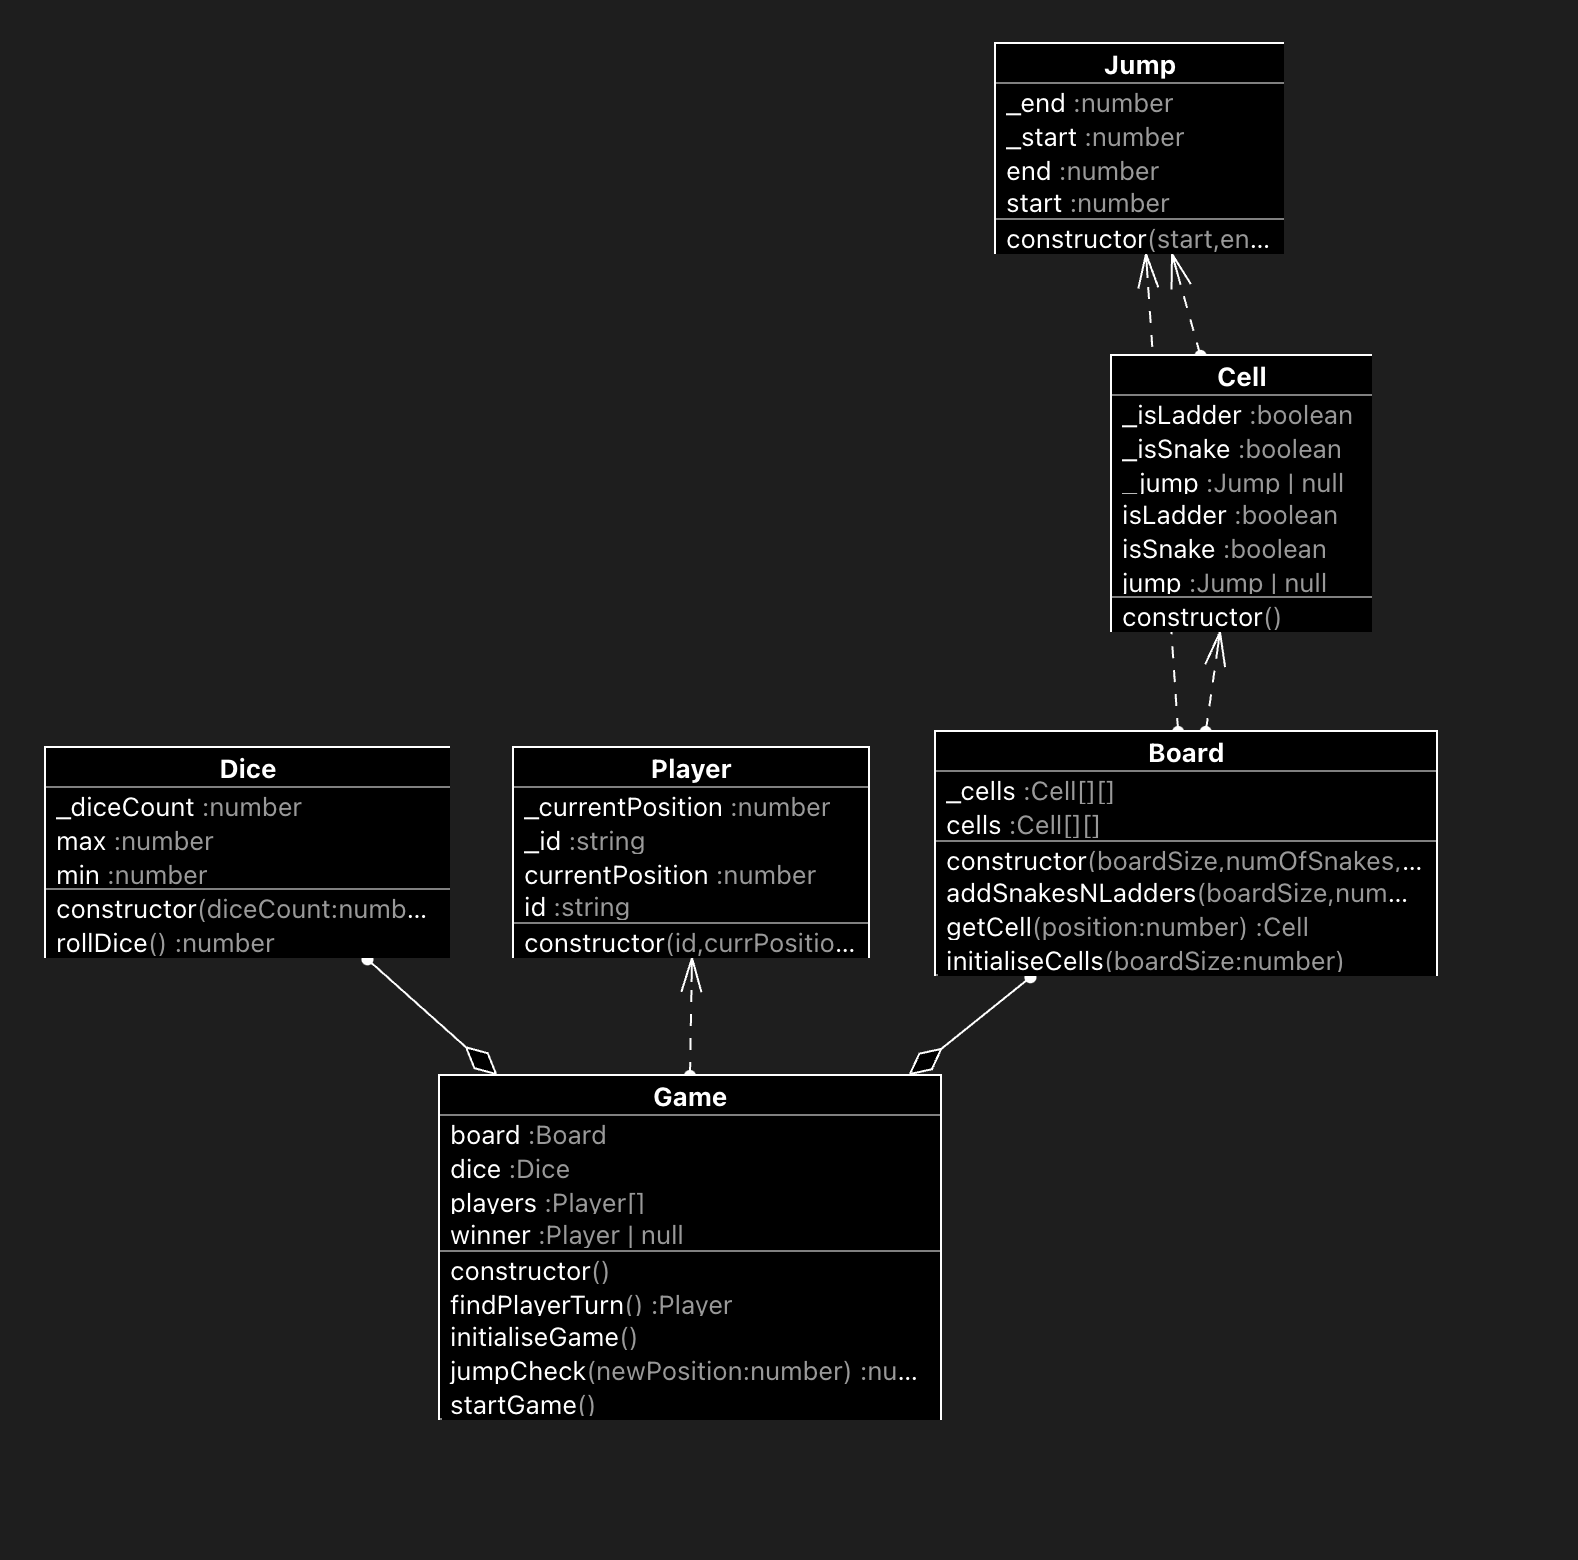 Jump
_end :number
_start :number
end :number
start :number
constructor(start,en...
Cell
_isLadder :boolean
_isSnake :boolean
_jump :Jump | null
isLadder :boolean
isSnake :boolean
jump :Jump | null
constructor()
Dice
_diceCount :number
max :number
min :number
constructor(diceCount:numb...
rollDice() :number
Player
_currentPosition :number
_id :string
currentPosition :number
id :string
constructor(id,currPositio...
Board
_cells :Cell[][]
cells :Cell[][]
constructor(boardSize,numOfSnakes,...
addSnakesNLadders(boardSize,num...
getCell(position:number) :Cell
initialiseCells(boardSize:number)
Game
board :Board
dice :Dice
players :Player[]
winner :Player | null
constructor()
findPlayerTurn() :Player
initialiseGame()
jumpCheck(newPosition:number) :nu...
startGame()